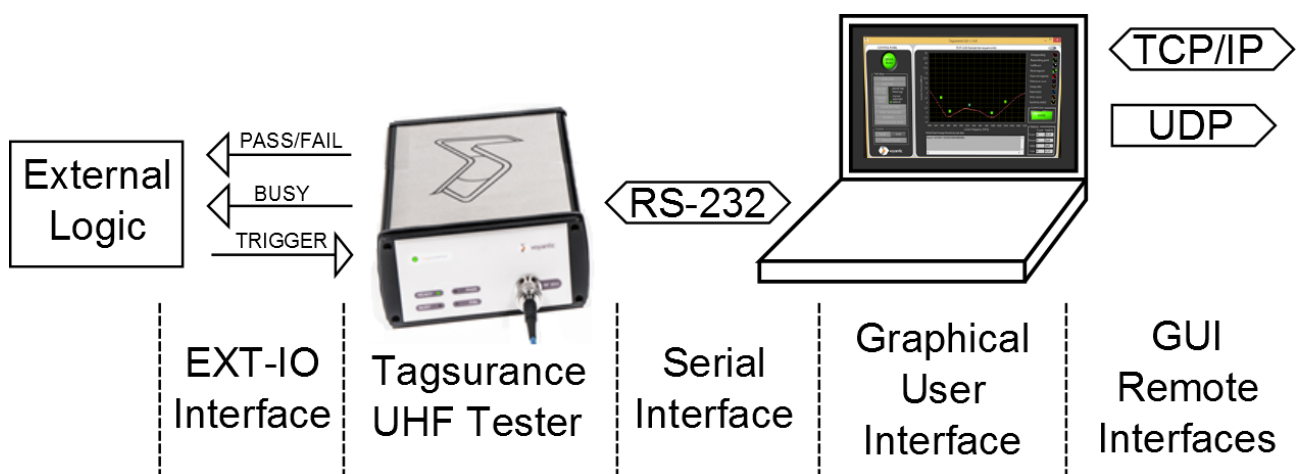 TCP/IP
UDP
PASS/FAIL
BUSY
TRIGGER
External
Logic
RS-232
voyantic
EXT-IO
Interface
Tagsurance
UHF Tester
Serial
Interface
Graphical
User
Interface
GUI
Remote
Interfaces